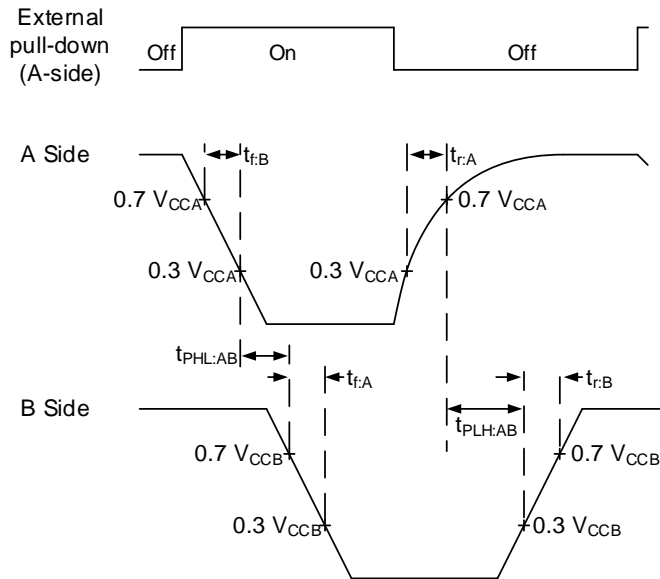 External
pull-down
(A-side)
Off
On
Off
A Side
t_f:B
t_r:A
0.7 V_CCA
0.7 V_CCA
0.3 V_CCA
0.3 V_CCA
t_PHL:AB
t_f:A
t_r:B
B Side
t_PLH:AB
0.7 V_CCB
0.7 V_CCB
0.3 V_CCB
0.3 V_CCB